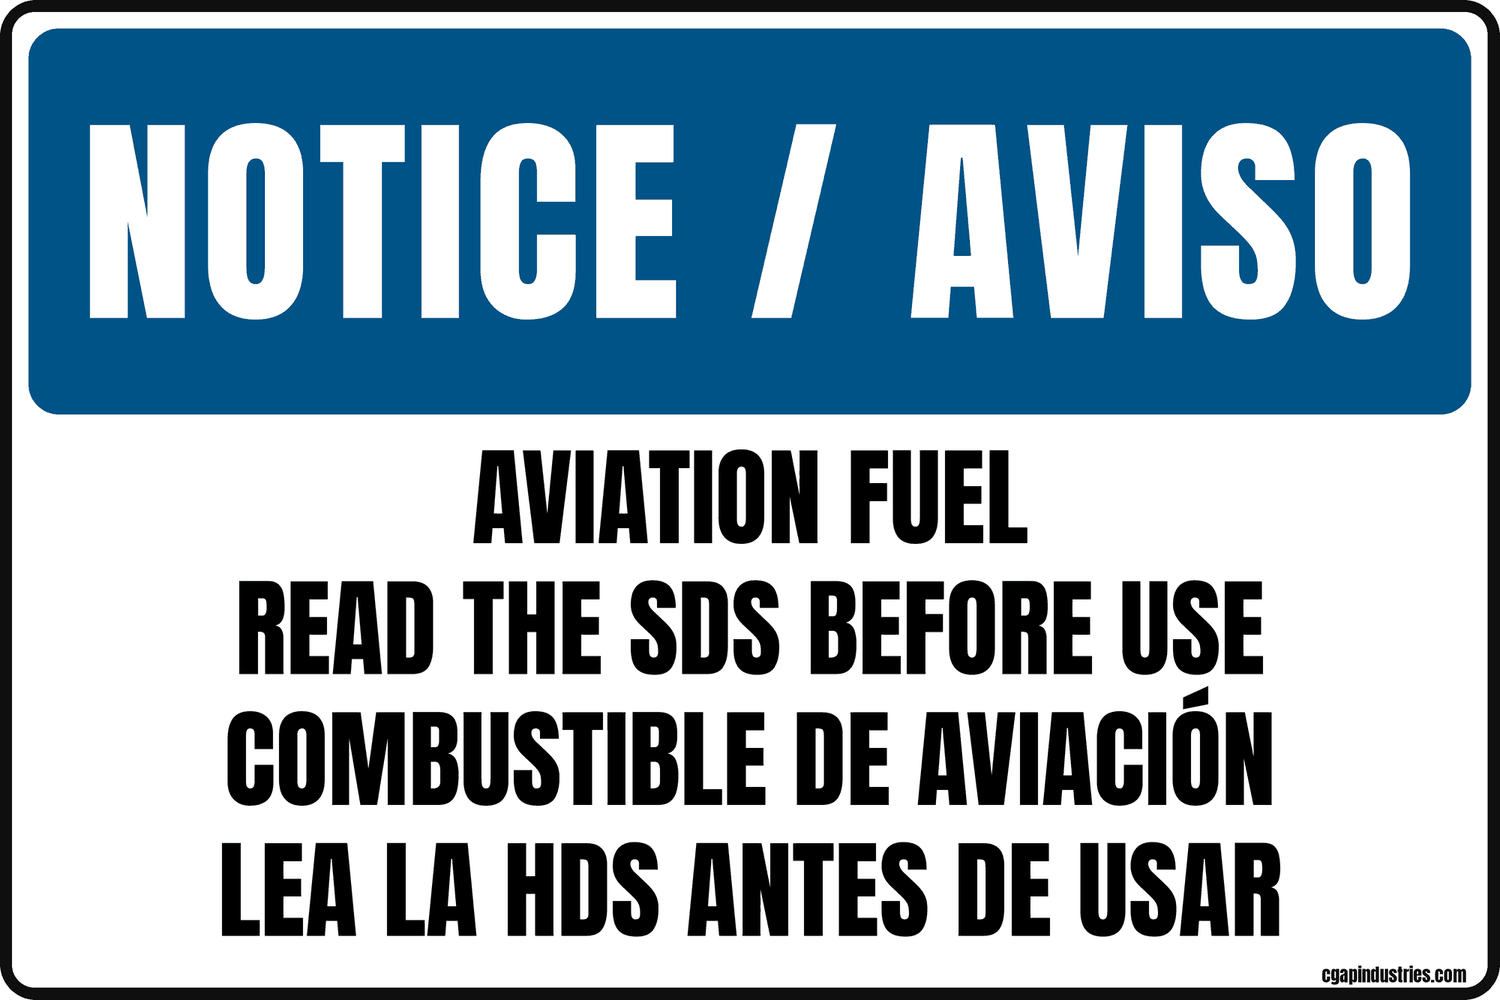 NOTICE / AVISO
AVIATION FUEL
READ THE SDS BEFORE USE
COMBUSTIBLE DE AVIACIÓN
LEA LA HDS ANTES DE USAR
cgapindustries.com